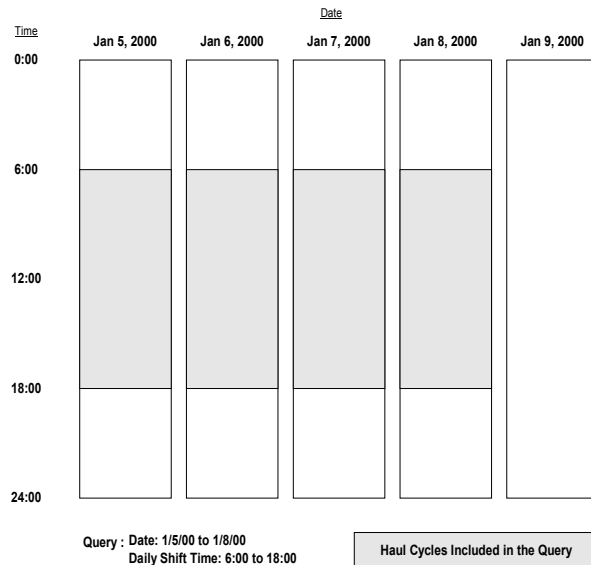 Date
Time
Jan 5, 2000 Jan 6, 2000 Jan 7, 2000 Jan 8, 2000 Jan 9, 2000
0:00
6:00
12:00
18:00
24:00
Query : Date: 1/5/00 to 1/8/00
Daily Shift Time: 6:00 to 18:00
Haul Cycles Included in the Query